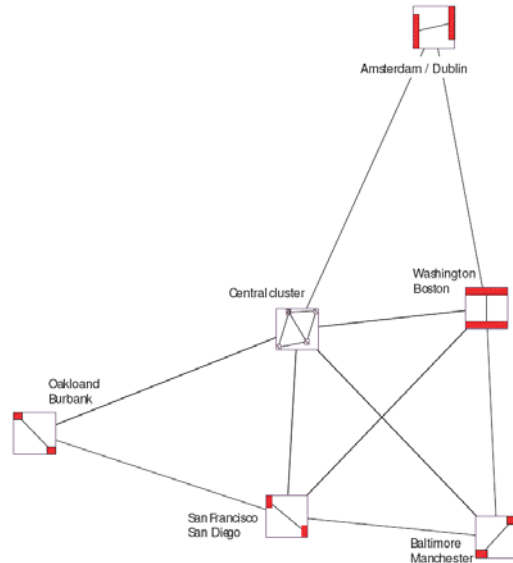 Amsterdam / Dublin
Washington
Boston
Central cluster
Oakloand
Burbank
San Francisco
San Diego
Baltimore
Manchester